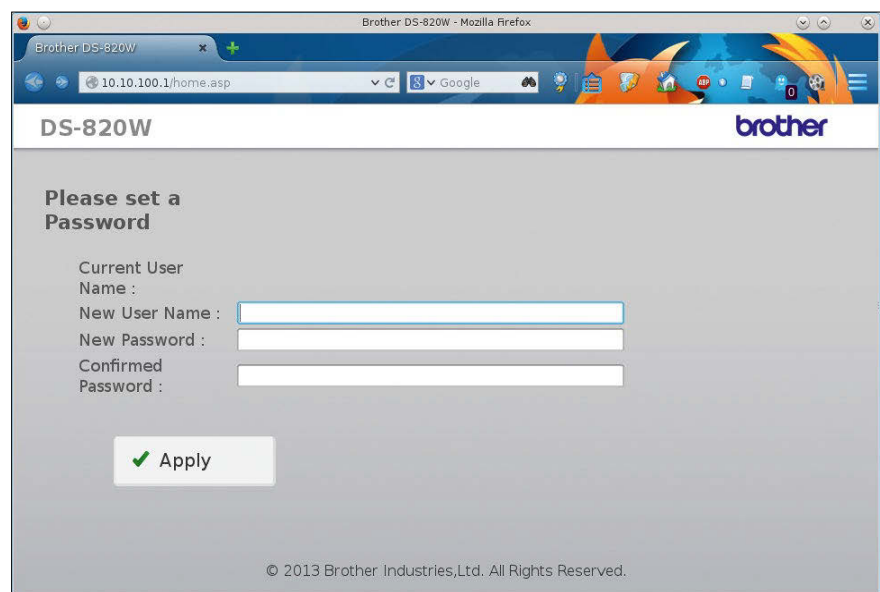 Brother DS-820W - Mozilla Firefox
Brother DS-820W
10.10.100.1/home.asp
Google
ABP
0
DS-820W
brother
Please set a
Password
Current User
Name :
New User Name :
New Password :
Confirmed
Password :
Apply
© 2013 Brother Industries,Ltd. All Rights Reserved.